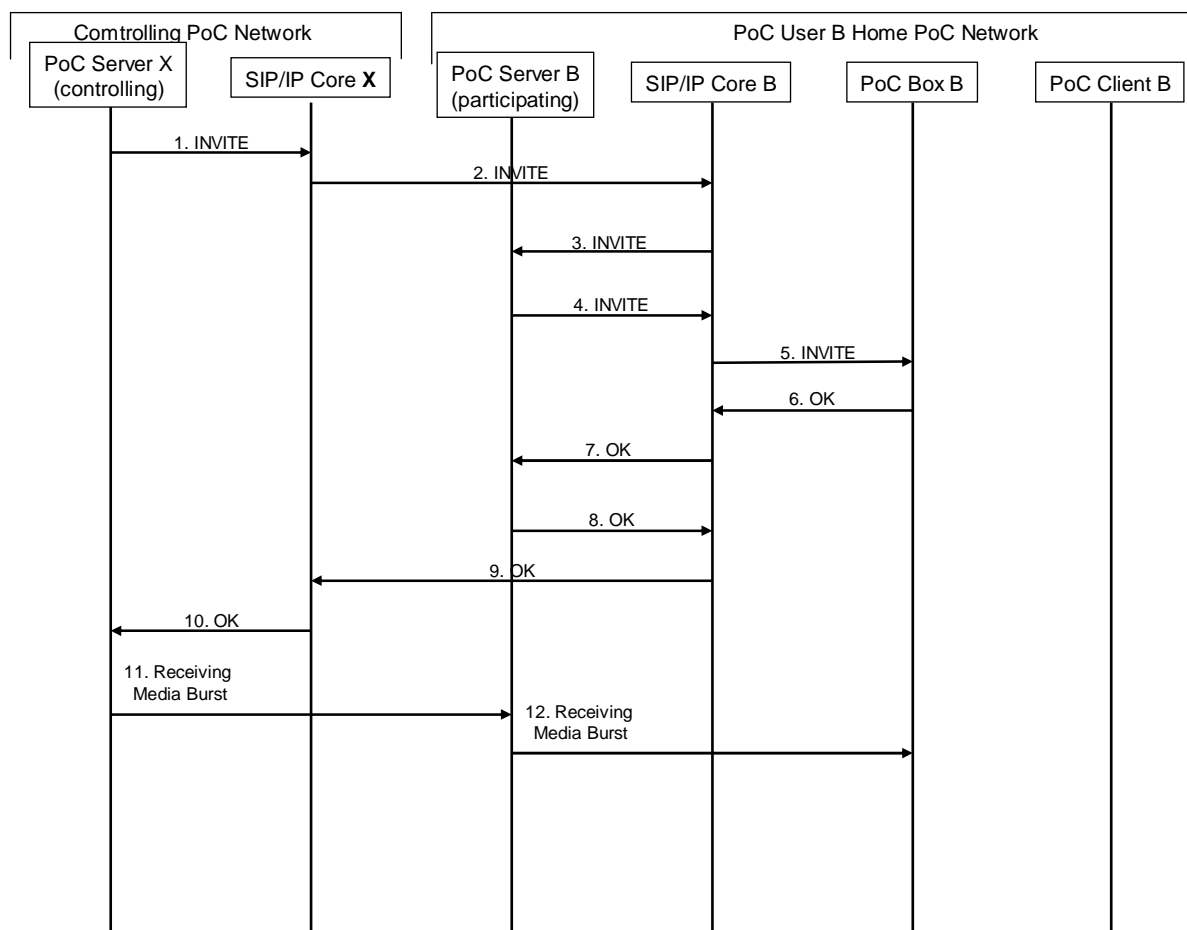 Comtrolling PoC Network
PoC User B Home PoC Network
PoC Server X
(controlling)
SIP/IP Core X
PoC Server B
(participating)
SIP/IP Core B
PoC Box B
PoC Client B
1. INVITE
2. INVITE
3. INVITE
4. INVITE
5. INVITE
6. OK
7. OK
8. OK
9. OK
10. OK
11. Receiving
Media Burst
12. Receiving
Media Burst